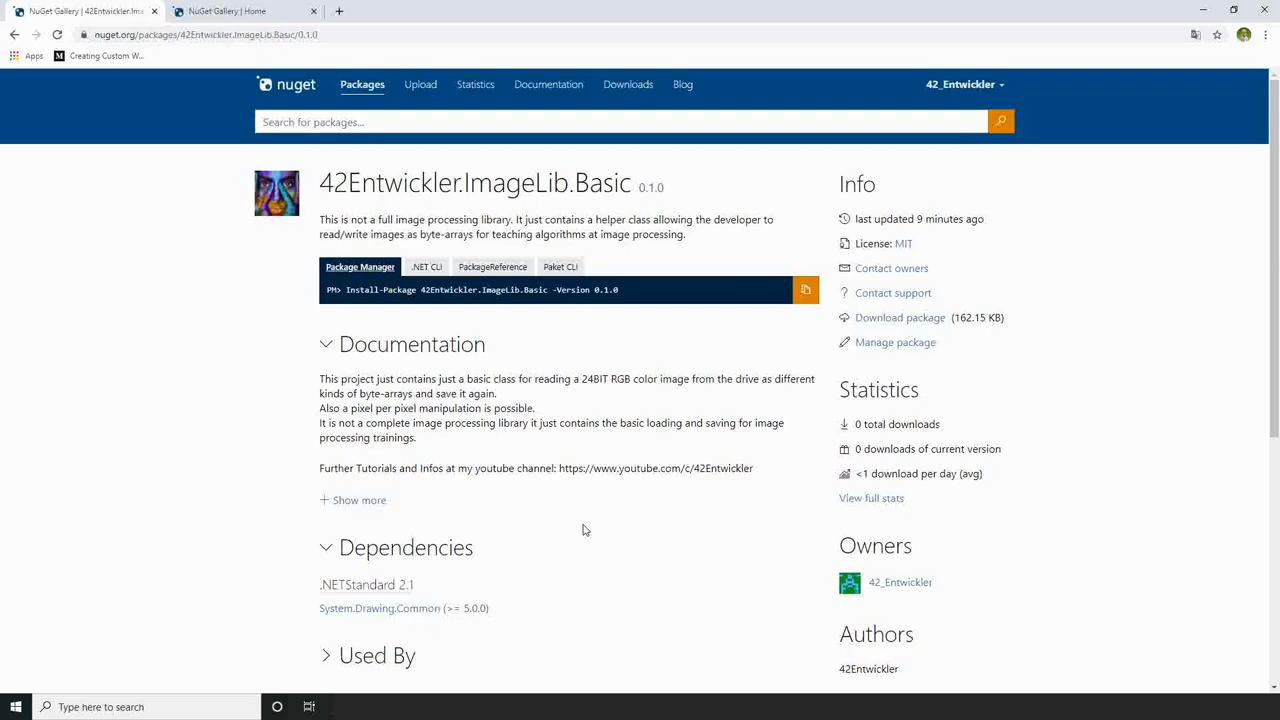 NuGet Gallery | 42Entwickler.Im
NuGet Gallery | Home
nuget.org/packages/42Entwickler.ImageLib.Basic/0.1.0
Apps
Creating Custom W...
nuget
Packages
Upload
Statistics
Documentation
Downloads
Blog
42_Entwickler
Search for packages...
42Entwickler.ImageLib.Basic 0.1.0
This is not a full image processing library. It just contains a helper class allowing the developer to
read/write images as byte-arrays for teaching algorithms at image processing.
Package Manager
.NET CLI
PackageReference
Paket CLI
PM> Install-Package 42Entwickler.ImageLib.Basic -Version 0.1.0
Documentation
This project just contains just a basic class for reading a 24BIT RGB color image from the drive as different
kinds of byte-arrays and save it again.
Also a pixel per pixel manipulation is possible.
It is not a complete image processing library it just contains the basic loading and saving for image
processing trainings.
Further Tutorials and Infos at my youtube channel: https://www.youtube.com/c/42Entwickler
+ Show more
Dependencies
.NETStandard 2.1
System.Drawing.Common (>= 5.0.0)
Used By
Info
last updated 9 minutes ago
License: MIT
Contact owners
? Contact support
Download package (162.15 KB)
Manage package
Statistics
0 total downloads
0 downloads of current version
<1 download per day (avg)
View full stats
Owners
42_Entwickler
Authors
42Entwickler
Type here to search